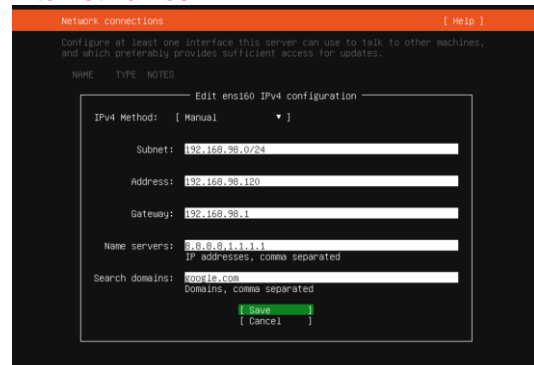 Network connections [ Help ]
Configure at least one interface this server can use to talk to other machines,
and which preferably provides sufficient access for updates.
NAME TYPE NOTES
Edit ens160 IPv4 configuration
IPv4 Method: [ Manual ▾ ]
Subnet: 192.168.98.0/24
Address: 192.168.98.120
Gateway: 192.168.98.1
Name servers: 8.8.8.8,1.1.1.1
IP addresses, comma separated
Search domains: google.com
Domains, comma separated
[ Save ]
[ Cancel ]